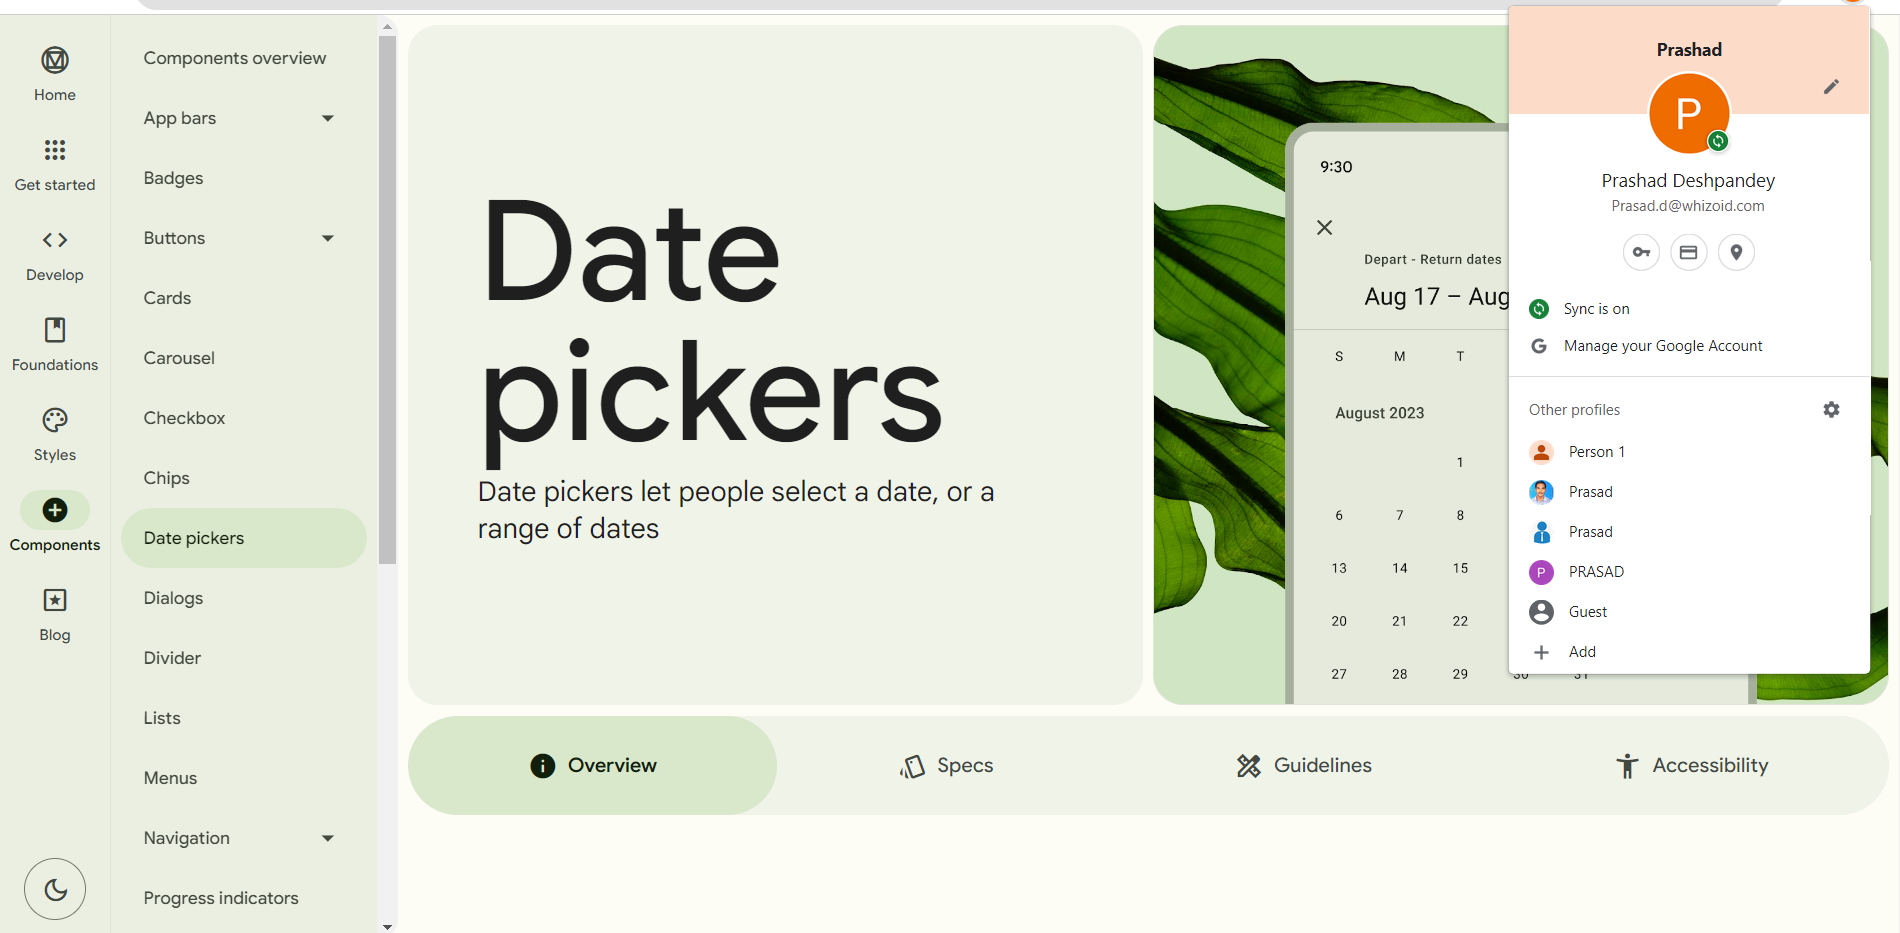 Home
Get started
Develop
Foundations
Styles
Components
Blog
Components overview
App bars
Badges
Buttons
Cards
Carousel
Checkbox
Chips
Date pickers
Dialogs
Divider
Lists
Menus
Navigation
Progress indicators
Date
pickers
Date pickers let people select a date, or a
range of dates
9:30
Depart - Return dates
Aug 17 – Aug
S M T
August 2023
1
6 7 8
13 14 15
20 21 22
27 28 29 30 31
Prashad
P
Prashad Deshpandey
Prasad.d@whizoid.com
Sync is on
G Manage your Google Account
Other profiles
Person 1
Prasad
Prasad
P PRASAD
Guest
Add
Overview
Specs
Guidelines
Accessibility